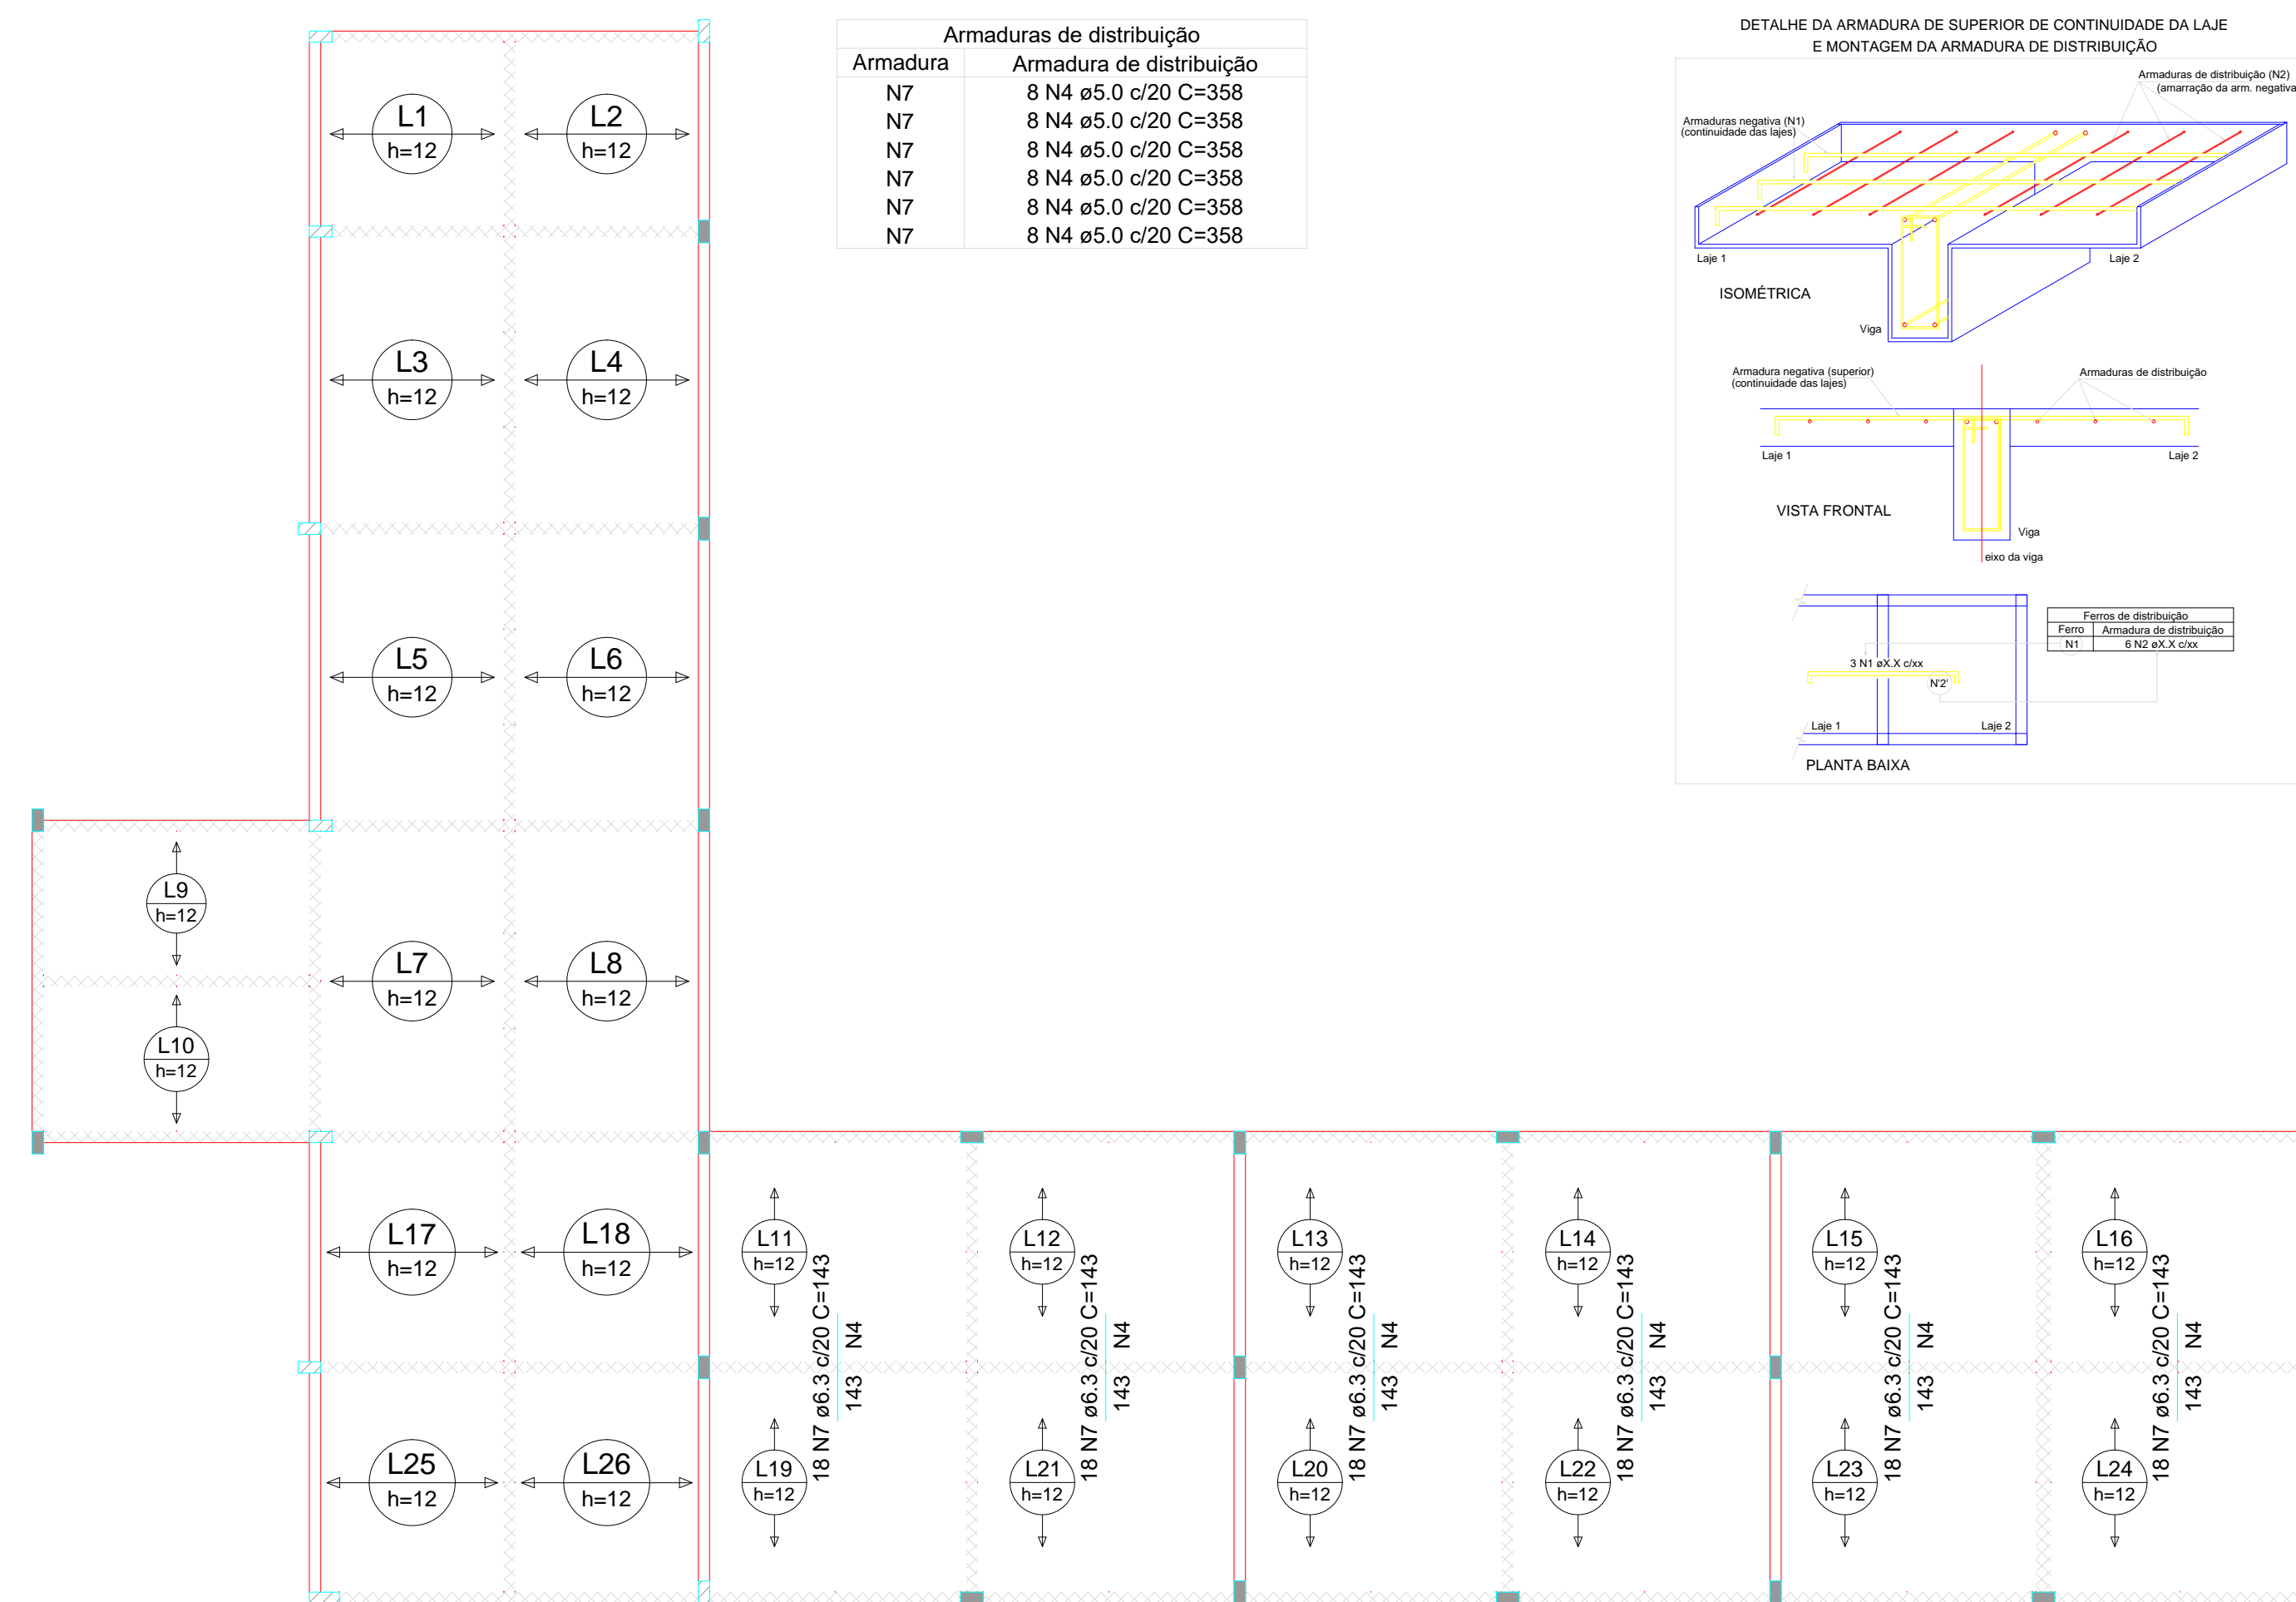 Armaduras de distribuição
Armadura Armadura de distribuição
N7 8 N4 ø5.0 c/20 C=358
N7 8 N4 ø5.0 c/20 C=358
N7 8 N4 ø5.0 c/20 C=358
N7 8 N4 ø5.0 c/20 C=358
N7 8 N4 ø5.0 c/20 C=358
N7 8 N4 ø5.0 c/20 C=358
DETALHE DA ARMADURA DE SUPERIOR DE CONTINUIDADE DA LAJE
E MONTAGEM DA ARMADURA DE DISTRIBUIÇÃO
Armaduras de distribuição (N2)
(amarração da arm. negativa
Armaduras negativa (N1)
(continuidade das lajes)
Laje 1
Laje 2
ISOMÉTRICA
Viga
Armadura negativa (superior)
(continuidade das lajes)
Armaduras de distribuição
Laje 1
Laje 2
VISTA FRONTAL
Viga
eixo da viga
Ferros de distribuição
Ferro Armadura de distribuição
N1 6 N2 øX.X c/xx
3 N1 øX.X c/xx
N'2'
Laje 1
Laje 2
PLANTA BAIXA
L1
h=12
L2
h=12
L3
h=12
L4
h=12
L5
h=12
L6
h=12
L9
h=12
L7
h=12
L8
h=12
L10
h=12
L17
h=12
L18
h=12
L11
h=12
L12
h=12
L13
h=12
L14
h=12
L15
h=12
L16
h=12
18 N7 ø6.3 c/20 C=143
143 N4
18 N7 ø6.3 c/20 C=143
143 N4
18 N7 ø6.3 c/20 C=143
143 N4
18 N7 ø6.3 c/20 C=143
143 N4
18 N7 ø6.3 c/20 C=143
143 N4
18 N7 ø6.3 c/20 C=143
143 N4
L25
h=12
L26
h=12
L19
h=12
L21
h=12
L20
h=12
L22
h=12
L23
h=12
L24
h=12